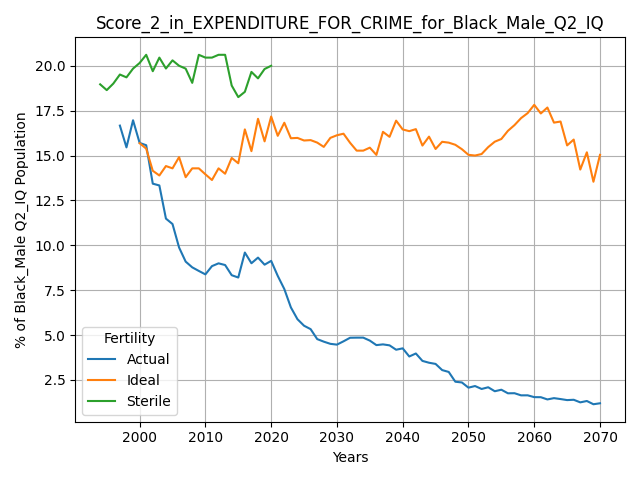 Score_2_in_EXPENDITURE_FOR_CRIME_for_Black_Male_Q2_IQ
% of Black_Male Q2_IQ Population
20.0
17.5
15.0
12.5
10.0
7.5
5.0
2.5
Fertility
Actual
Ideal
Sterile
2000 2010 2020 2030 2040 2050 2060 2070
Years